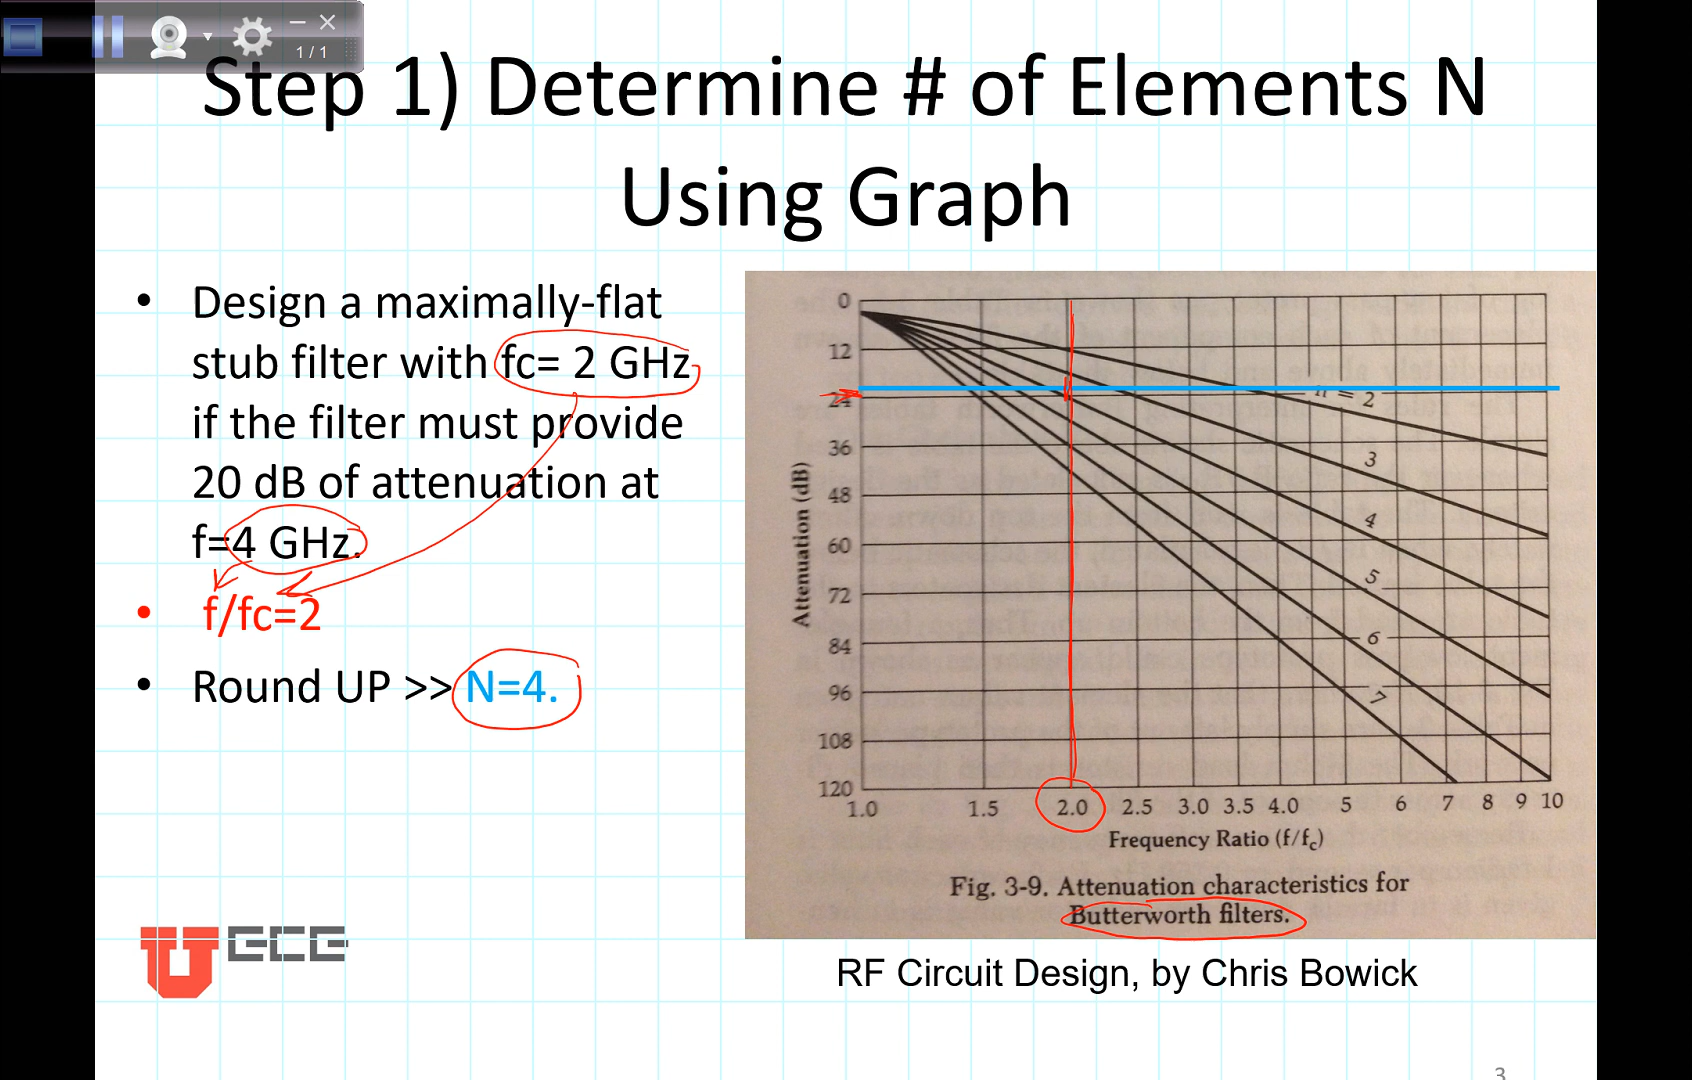 1/1
Step 1) Determine # of Elements N
Using Graph
• Design a maximally-flat
stub filter with fc= 2 GHz,
if the filter must provide
20 dB of attenuation at
f=4 GHz.
• f/fc=2
• Round UP >> N=4.
UECE
0
12
24
36
48
60
72
84
96
108
120
Attenuation (dB)
n = 2
3
4
5
6
7
1.0 1.5 2.0 2.5 3.0 3.5 4.0 5 6 7 8 9 10
Frequency Ratio (f/fc)
Fig. 3-9. Attenuation characteristics for
Butterworth filters.
RF Circuit Design, by Chris Bowick
3